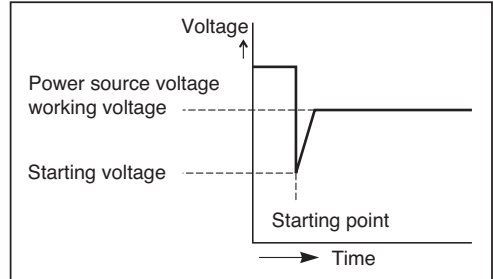 Voltage
Power source voltage
working voltage
Starting voltage
Starting point
Time